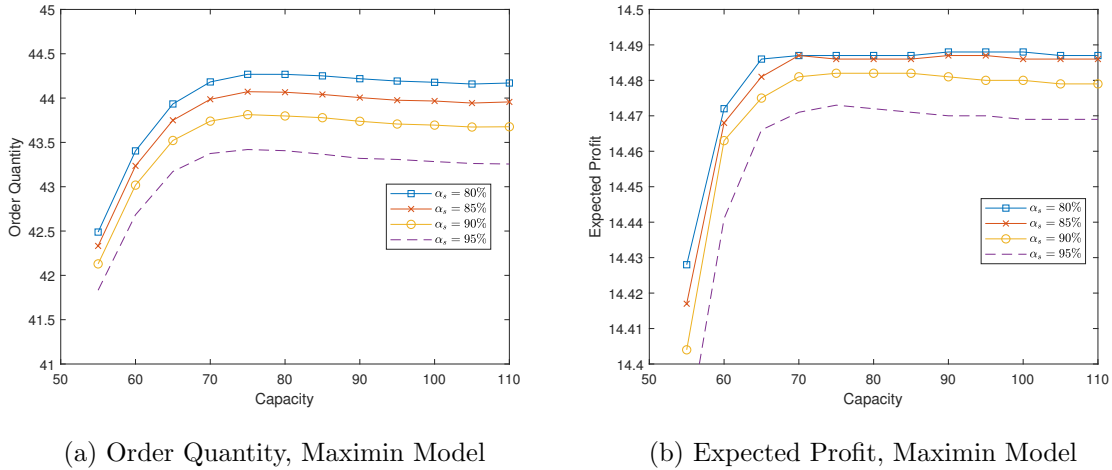 45
44.5
44
43.5
43
42.5
42
41.5
41
Order Quantity
50 60 70 80 90 100 110
Capacity
αs = 80%
αs = 85%
αs = 90%
αs = 95%
(a) Order Quantity, Maximin Model
14.5
14.49
14.48
14.47
14.46
14.45
14.44
14.43
14.42
14.41
14.4
Expected Profit
50 60 70 80 90 100 110
Capacity
αs = 80%
αs = 85%
αs = 90%
αs = 95%
(b) Expected Profit, Maximin Model